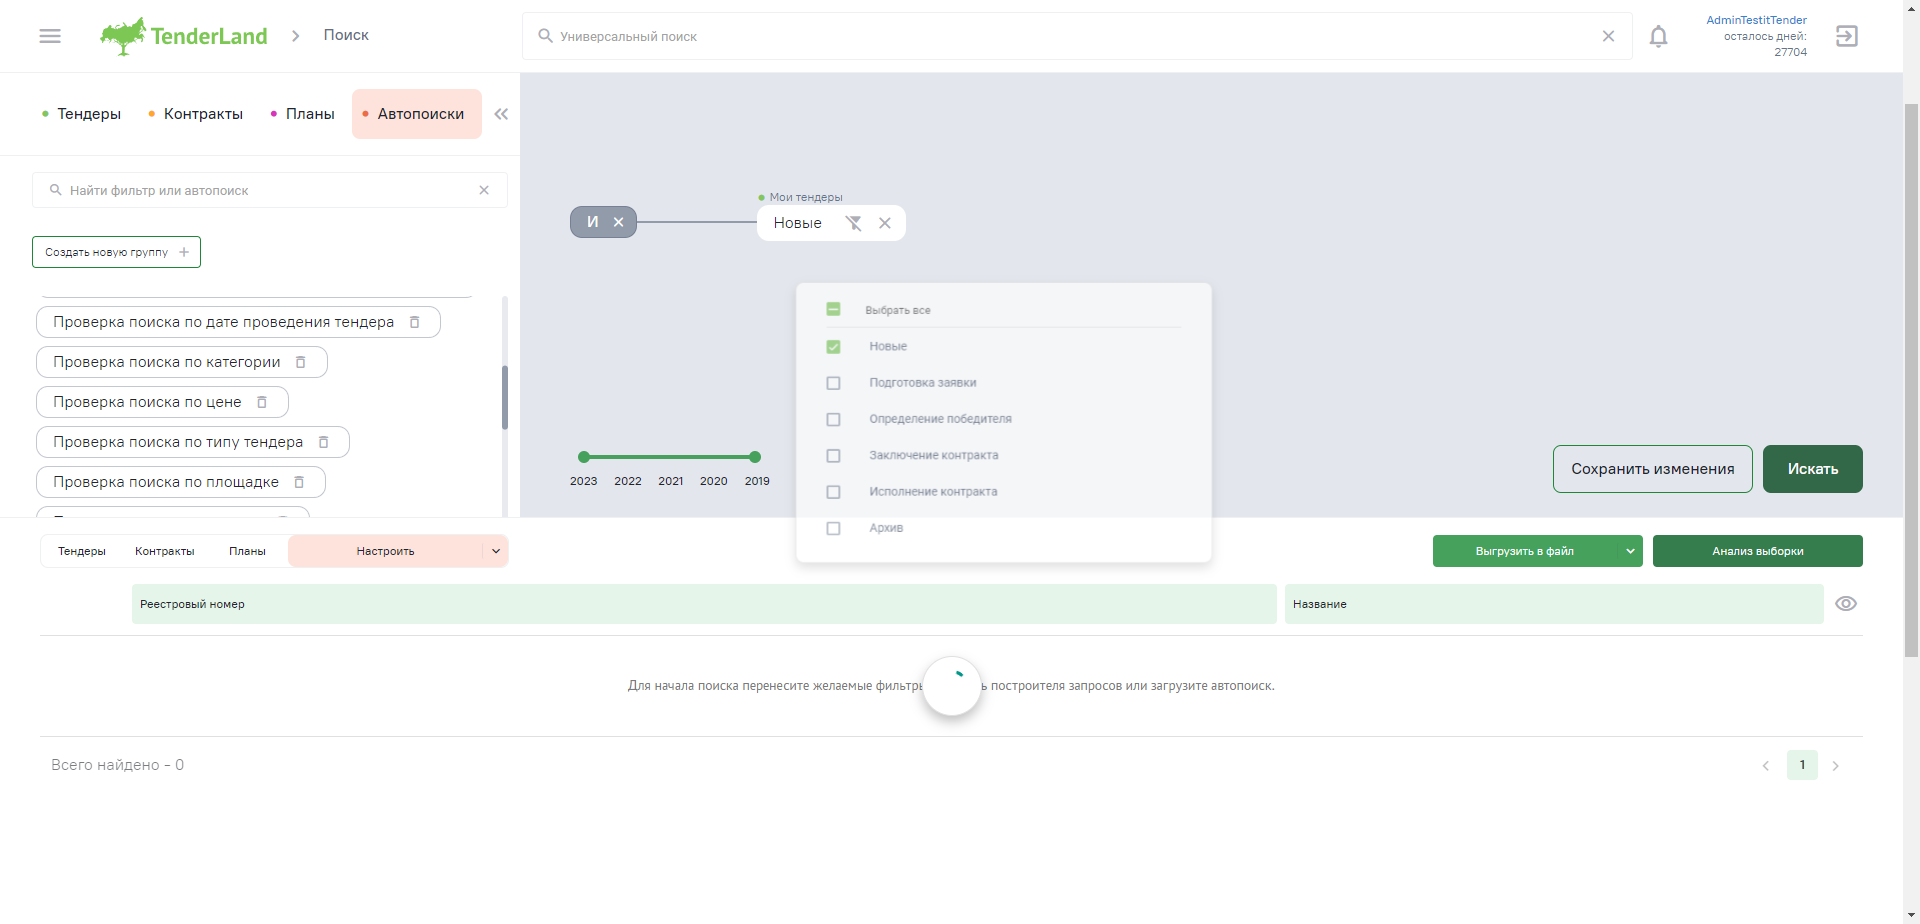 TenderLand
Поиск
Универсальный поиск
AdminTestitTender
осталось дней:
27704
Тендеры
Контракты
Планы
Автопоиски
Найти фильтр или автопоиск
Создать новую группу
Проверка поиска по дате проведения тендера
Проверка поиска по категории
Проверка поиска по цене
Проверка поиска по типу тендера
Проверка поиска по площадке
И
Мои тендеры
Новые
Выбрать все
Новые
Подготовка заявки
Определение победителя
Заключение контракта
Исполнение контракта
Архив
2023 2022 2021 2020 2019
Сохранить изменения
Искать
Тендеры Контракты Планы Настроить
Выгрузить в файл
Анализ выборки
Реестровый номер
Название
Для начала поиска перенесите желаемые фильтры построителя запросов или загрузите автопоиск.
Всего найдено - 0
1